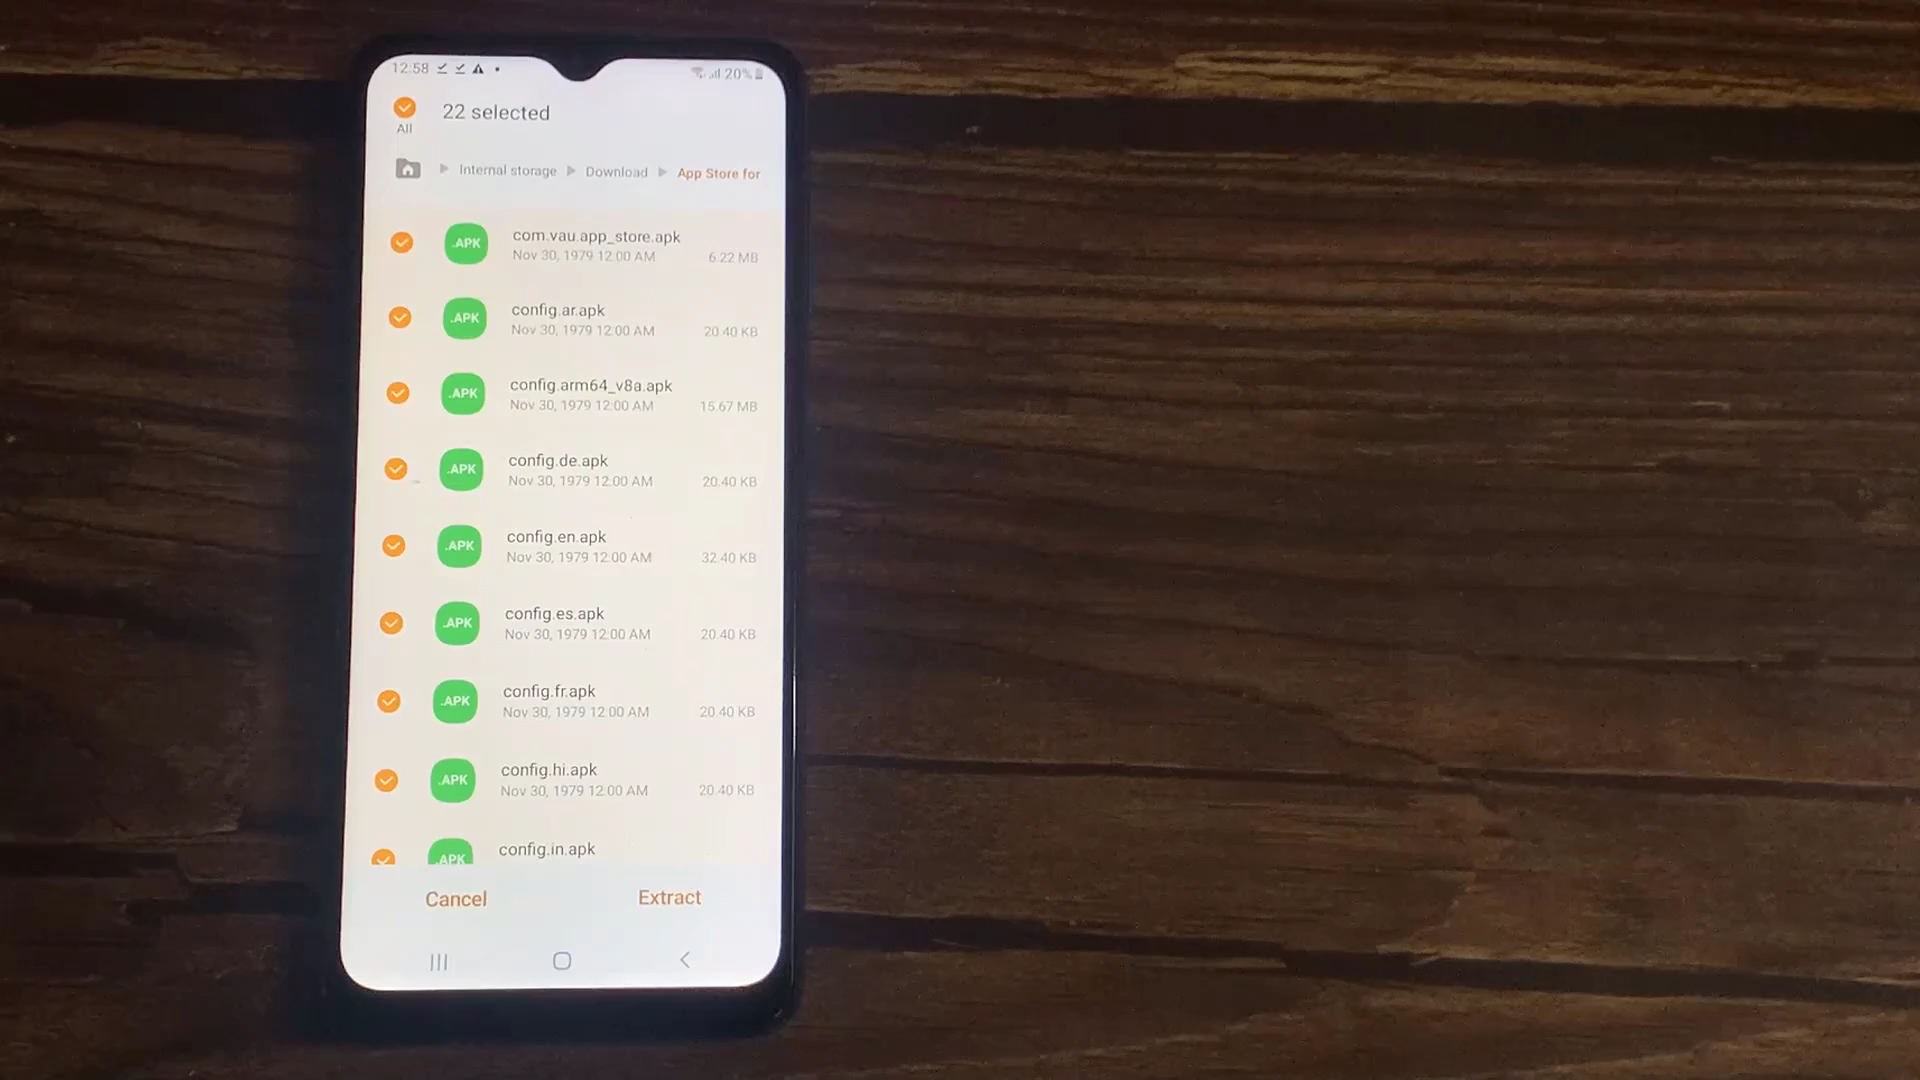 12:58
20%
All
22 selected
Internal storage
Download
App Store for
.APK
com.vau.app_store.apk
Nov 30, 1979 12:00 AM
6.22 MB
.APK
config.ar.apk
Nov 30, 1979 12:00 AM
20.40 KB
.APK
config.arm64_v8a.apk
Nov 30, 1979 12:00 AM
15.67 MB
.APK
config.de.apk
Nov 30, 1979 12:00 AM
20.40 KB
.APK
config.en.apk
Nov 30, 1979 12:00 AM
32.40 KB
.APK
config.es.apk
Nov 30, 1979 12:00 AM
20.40 KB
.APK
config.fr.apk
Nov 30, 1979 12:00 AM
20.40 KB
.APK
config.hi.apk
Nov 30, 1979 12:00 AM
20.40 KB
.APK
config.in.apk
Cancel
Extract